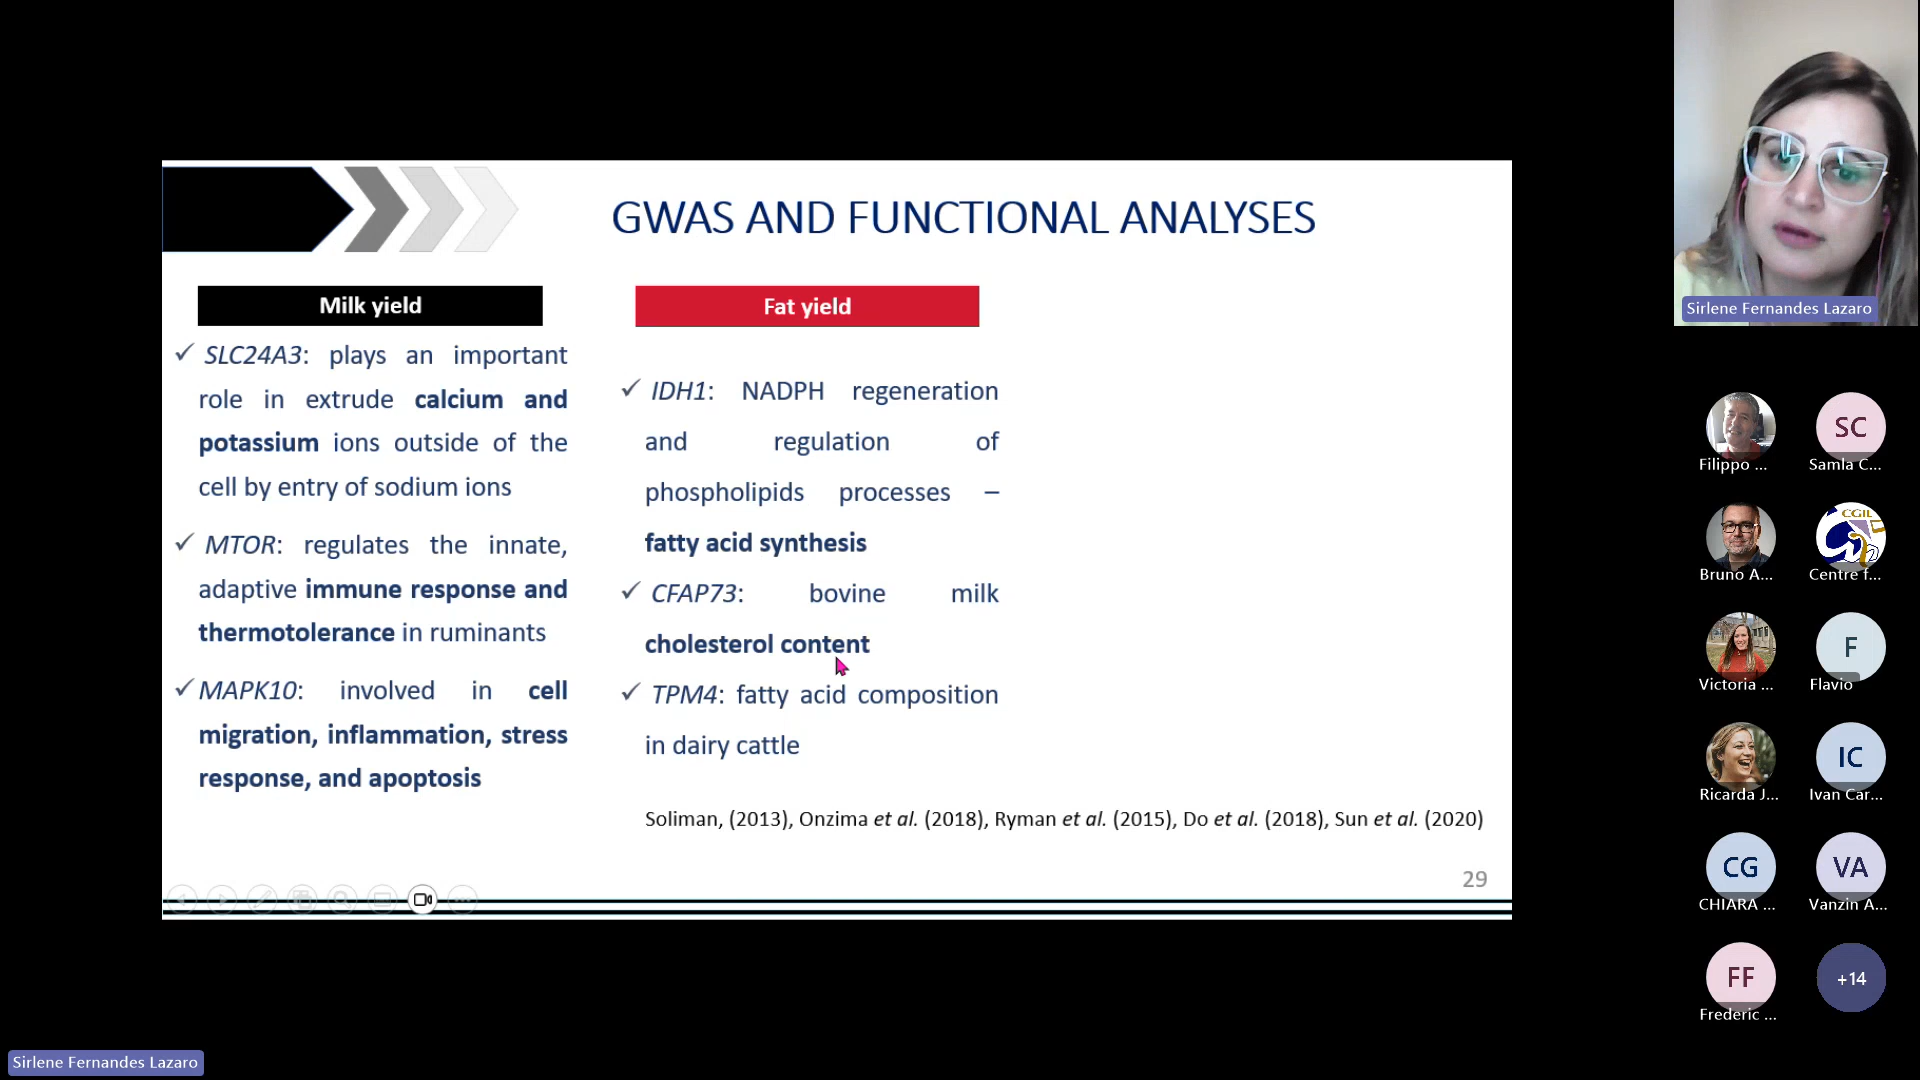 GWAS AND FUNCTIONAL ANALYSES
Milk yield
✓ SLC24A3: plays an important
role in extrude calcium and
potassium ions outside of the
cell by entry of sodium ions
✓ MTOR: regulates the innate,
adaptive immune response and
thermotolerance in ruminants
✓ MAPK10: involved in cell
migration, inflammation, stress
response, and apoptosis
Fat yield
✓ IDH1: NADPH regeneration
and regulation of
phospholipids processes –
fatty acid synthesis
✓ CFAP73: bovine milk
cholesterol content
✓ TPM4: fatty acid composition
in dairy cattle
Soliman, (2013), Onzima et al. (2018), Ryman et al. (2015), Do et al. (2018), Sun et al. (2020)
29
Sirlene Fernandes Lazaro
Filippo ...
SC
Samla C...
Bruno A...
CGIL
Centre f...
Victoria ...
F
Flavio
Ricarda J...
IC
Ivan Car...
CG
CHIARA ...
VA
Vanzin A...
FF
Frederic ...
+14
Sirlene Fernandes Lazaro